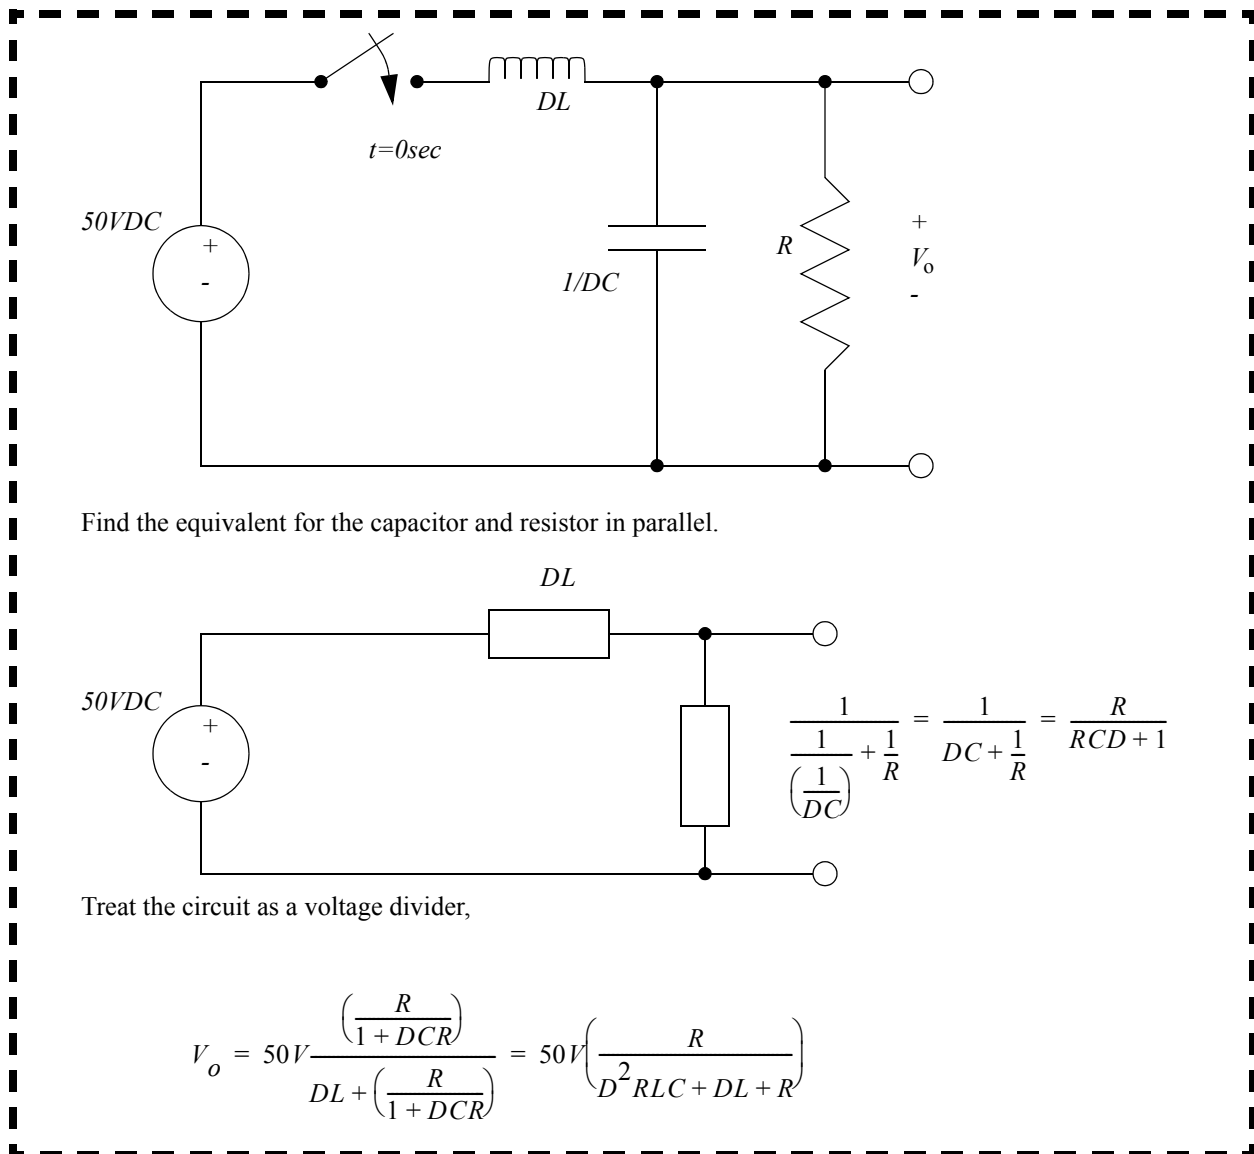 DL
t=0sec
50VDC
+
-
1/DC
R
+
Vo
-
Find the equivalent for the capacitor and resistor in parallel.
DL
50VDC
+
-
1/(1/(1/DC) + 1/R) = 1/(DC + 1/R) = R/(RCD + 1)
Treat the circuit as a voltage divider,
Vo = 50V (R/(1 + DCR))/(DL + (R/(1 + DCR))) = 50V(R/(D^2RLC + DL + R))